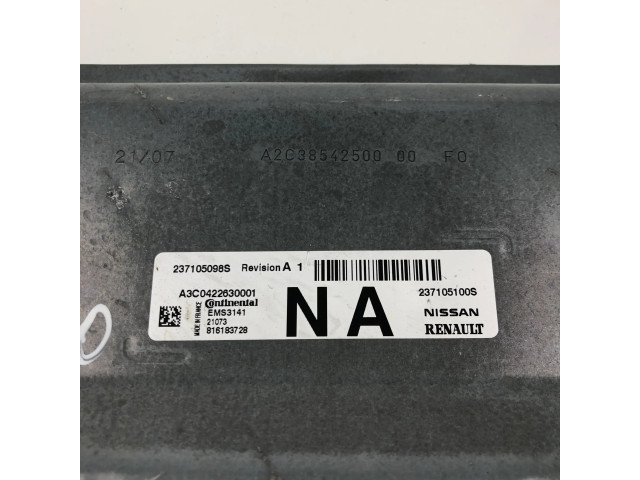 21/07 A2C38542500 00 F0
237105098S Revision A 1
A3C0422630001 237105100S
MADE IN FRANCE
Continental
EMS3141
21073
816183728
NA
NISSAN
RENAULT